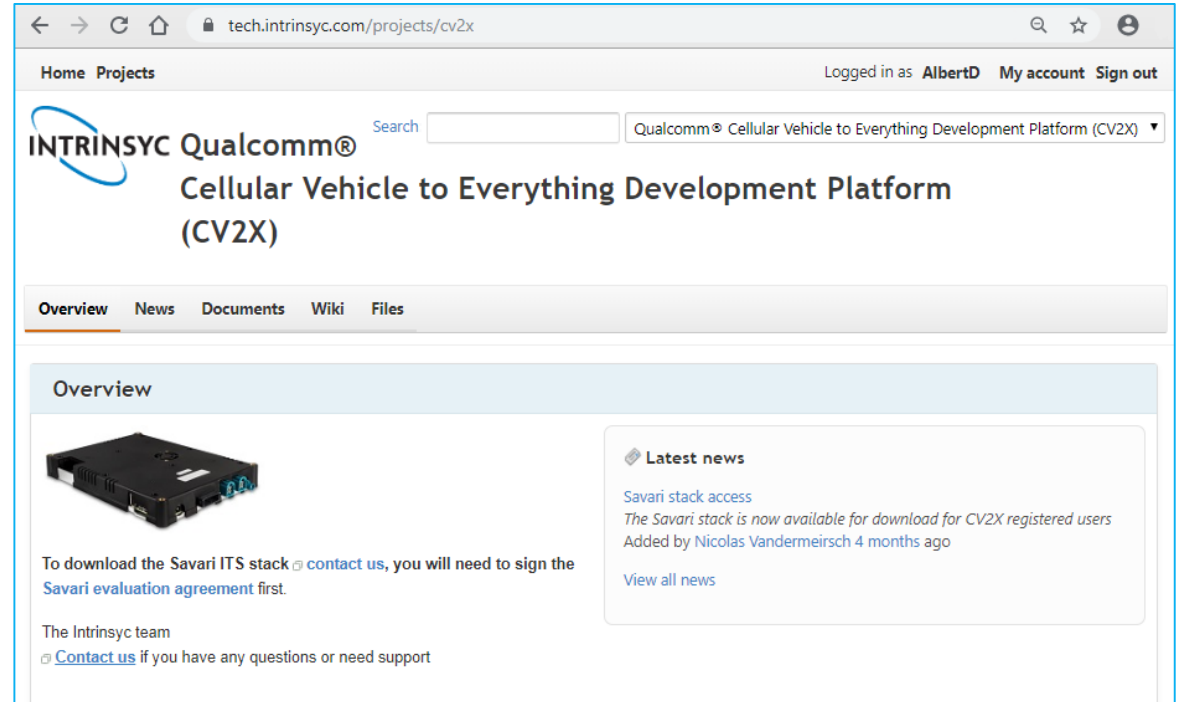 tech.intrinsyc.com/projects/cv2x
Home Projects Logged in as AlbertD My account Sign out
INTRINSYC
Search
Qualcomm® Cellular Vehicle to Everything Development Platform (CV2X)
Qualcomm®
Cellular Vehicle to Everything Development Platform
(CV2X)
Overview News Documents Wiki Files
Overview
To download the Savari ITS stack contact us, you will need to sign the
Savari evaluation agreement first.
The Intrinsyc team
Contact us if you have any questions or need support
Latest news
Savari stack access
The Savari stack is now available for download for CV2X registered users
Added by Nicolas Vandermeirsch 4 months ago
View all news